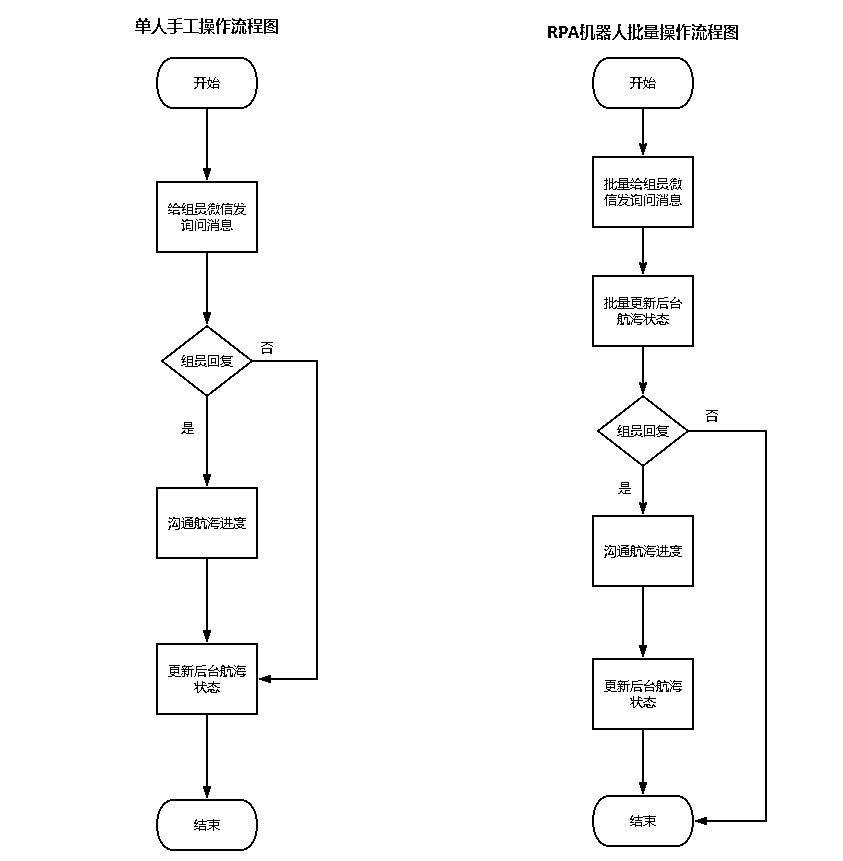 单人手工操作流程图
开始
给组员微信发
询问消息
组员回复
否
是
沟通航海进度
更新后台航海
状态
结束
RPA机器人批量操作流程图
开始
批量给组员微
信发询问消息
批量更新后台
航海状态
组员回复
否
是
沟通航海进度
更新后台航海
状态
结束